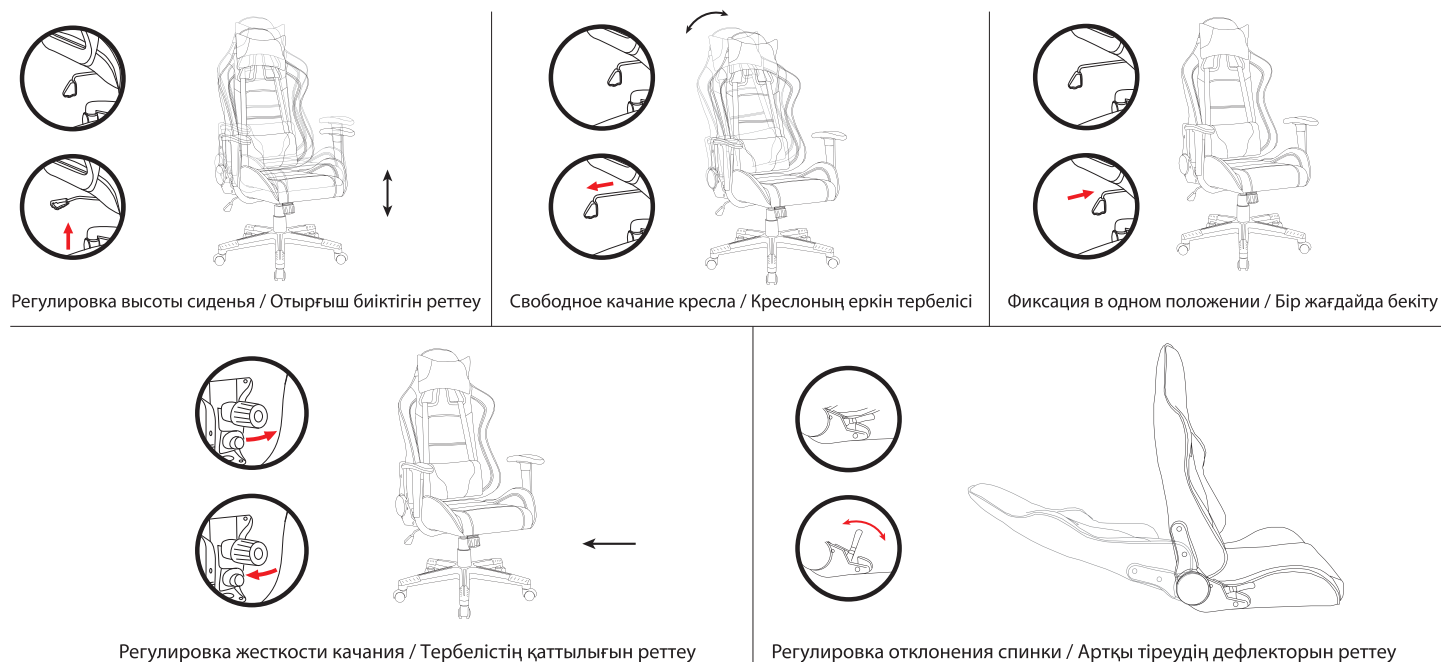 Регулировка высоты сиденья / Отырғыш биіктігін реттеу
Свободное качание кресла / Креслоның еркін тербелісі
Фиксация в одном положении / Бір жағдайда бекіту
Регулировка жесткости качания / Тербелістің қаттылығын реттеу
Регулировка отклонения спинки / Артқы тіреудің дефлекторын реттеу